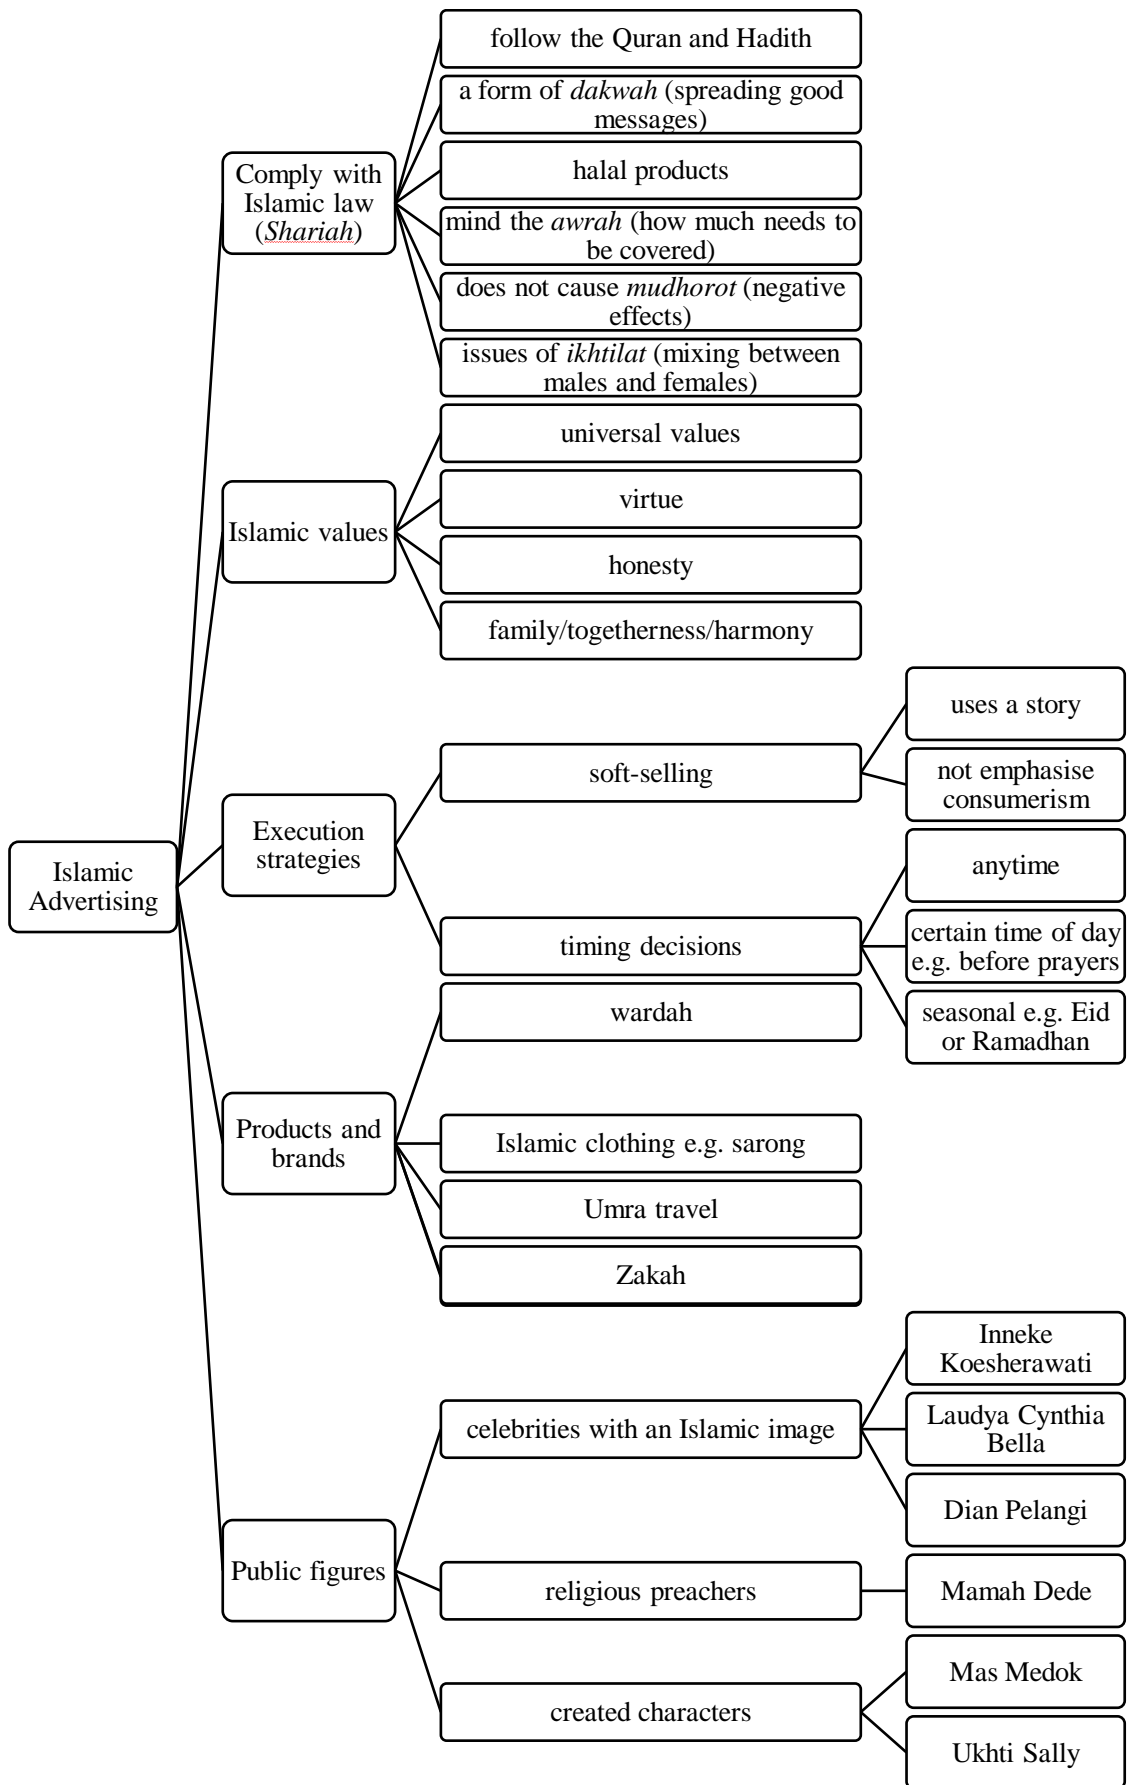 Islamic
Advertising
Comply with
Islamic law
(Shariah)
follow the Quran and Hadith
a form of dakwah (spreading good
messages)
halal products
mind the awrah (how much needs to
be covered)
does not cause mudhorot (negative
effects)
issues of ikhtilat (mixing between
males and females)
Islamic values
universal values
virtue
honesty
family/togetherness/harmony
Execution
strategies
soft-selling
uses a story
not emphasise
consumerism
timing decisions
anytime
certain time of day
e.g. before prayers
seasonal e.g. Eid
or Ramadhan
Products and
brands
wardah
Islamic clothing e.g. sarong
Umra travel
Zakah
Public figures
celebrities with an Islamic image
Inneke
Koesherawati
Laudya Cynthia
Bella
Dian Pelangi
religious preachers
Mamah Dede
created characters
Mas Medok
Ukhti Sally